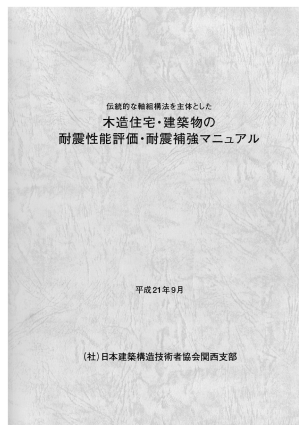 伝統的な軸組構法を主体とした
木造住宅・建築物の
耐震性能評価・耐震補強マニュアル
平成21年9月
（社）日本建築構造技術者協会関西支部